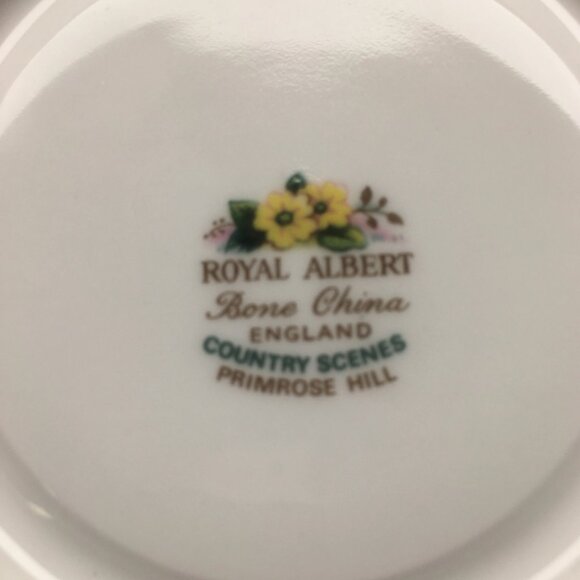 ROYAL ALBERT
Bone China
ENGLAND
COUNTRY SCENES
PRIMROSE HILL